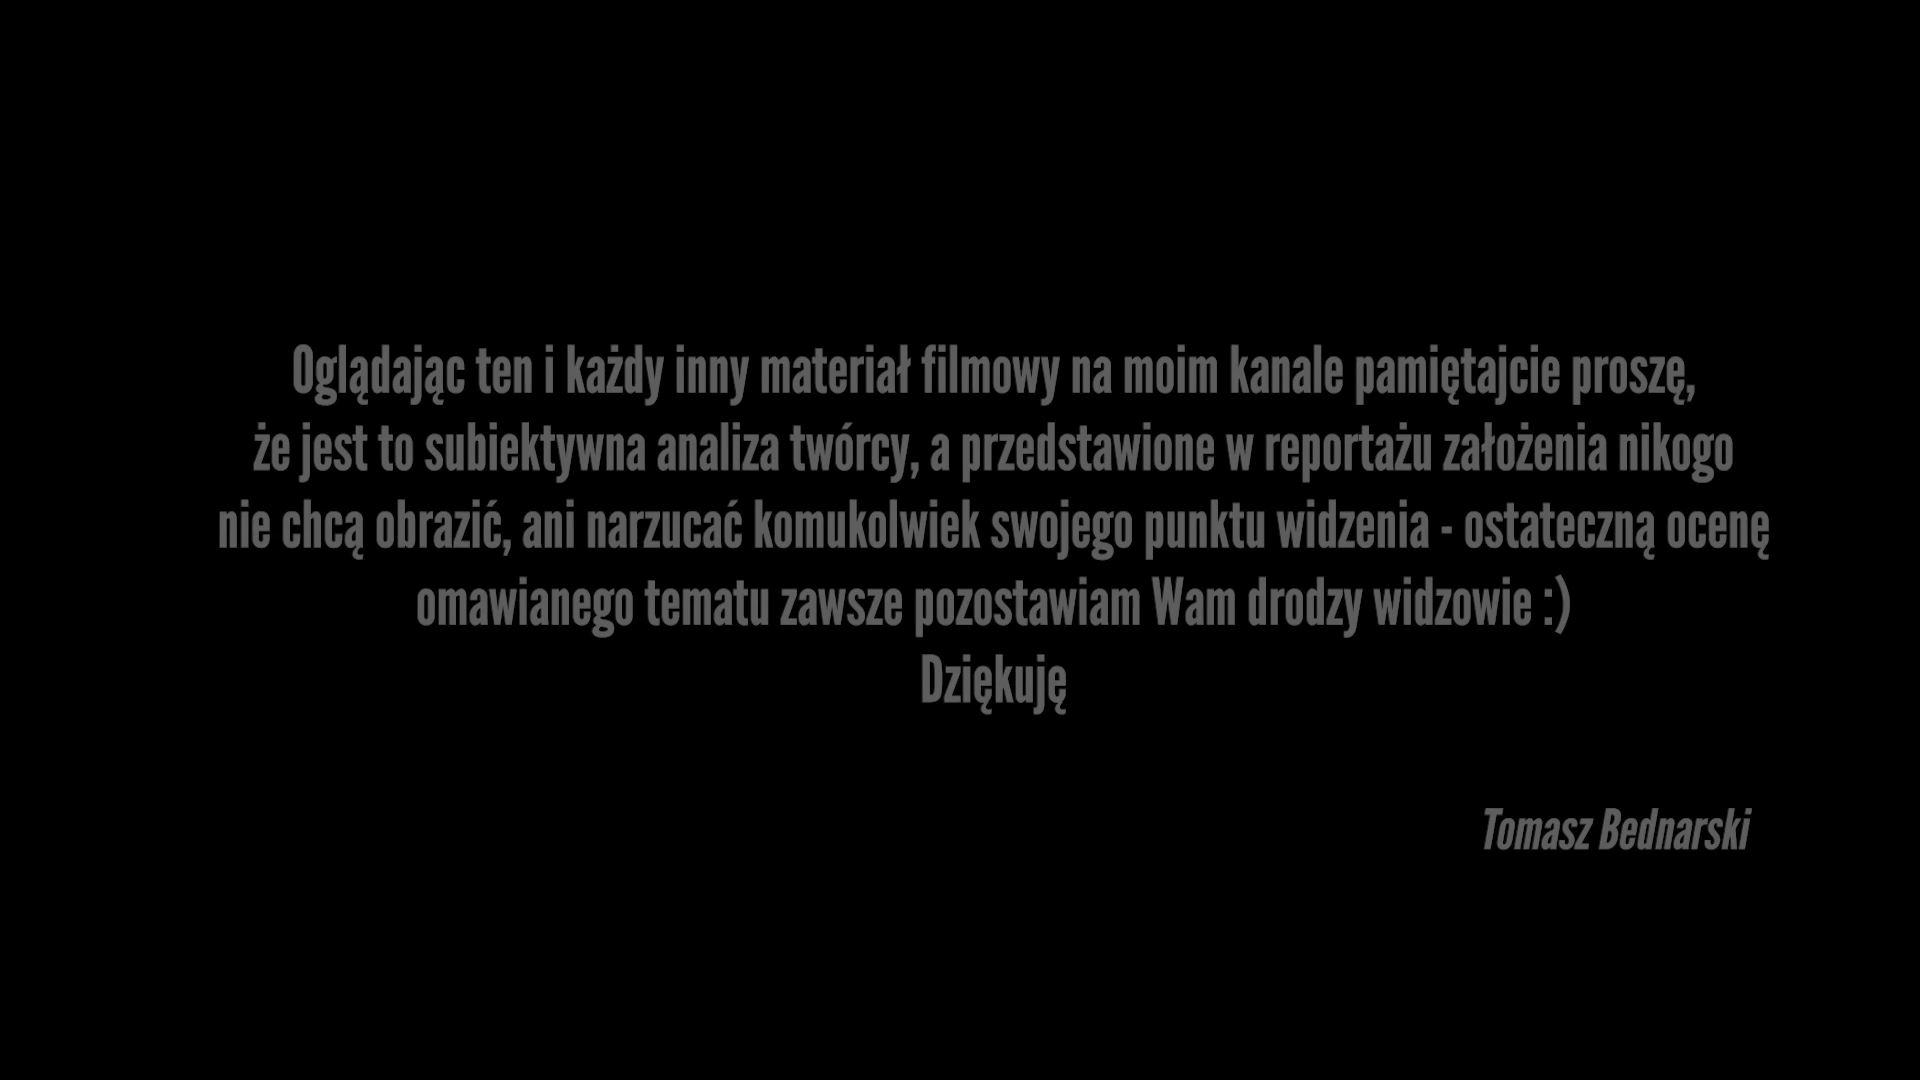 Oglądając ten i każdy inny materiał filmowy na moim kanale pamiętajcie proszę,
że jest to subiektywna analiza twórcy, a przedstawione w reportażu założenia nikogo
nie chcą obrazić, ani narzucać komukolwiek swojego punktu widzenia - ostateczną ocenę
omawianego tematu zawsze pozostawiam Wam drodzy widzowie :)
Dziękuję
Tomasz Bednarski